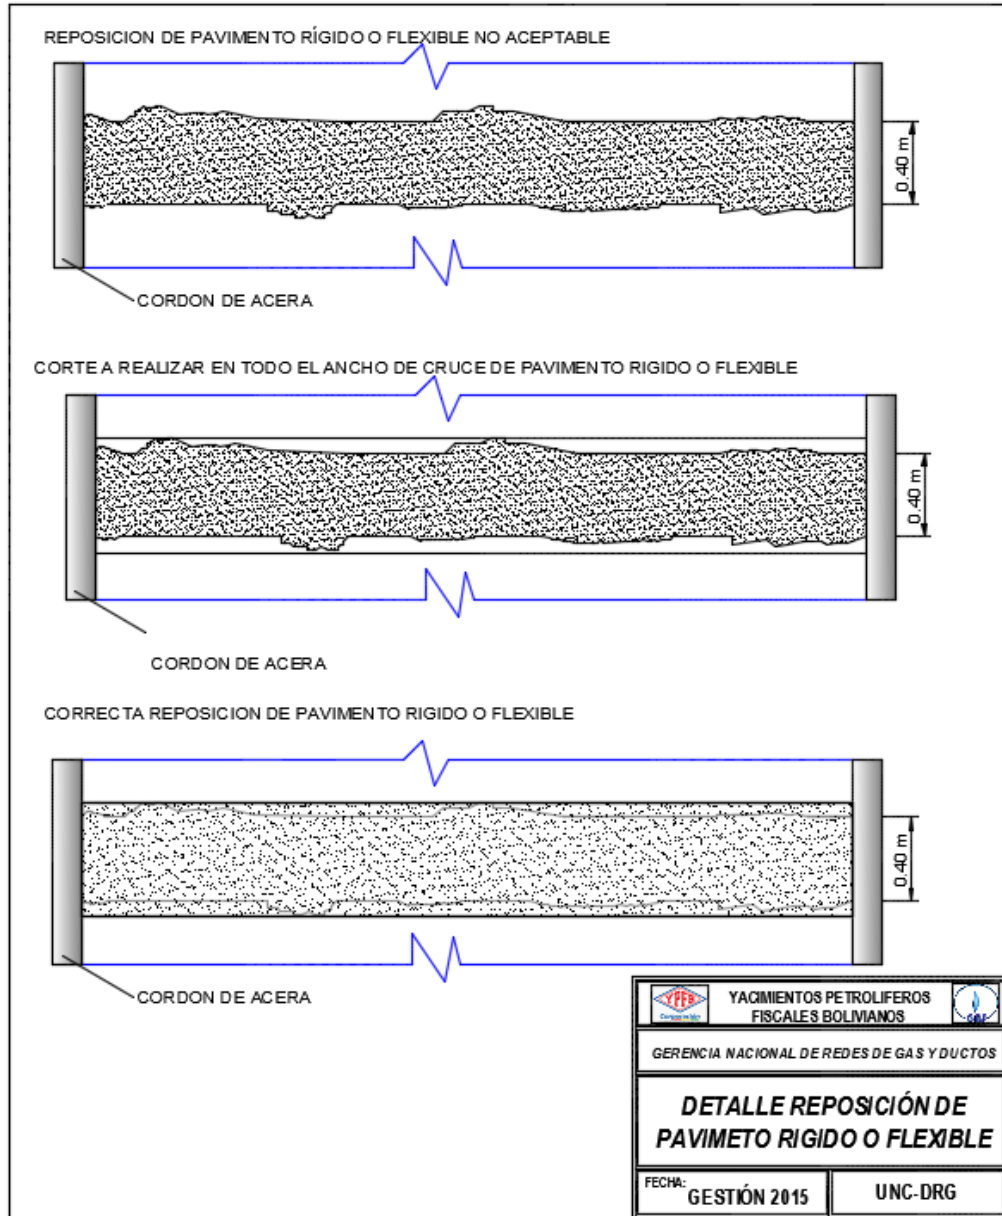 REPOSICION DE PAVIMENTO RÍGIDO O FLEXIBLE NO ACEPTABLE
0.40 m
CORDON DE ACERA
CORTE A REALIZAR EN TODO EL ANCHO DE CRUCE DE PAVIMENTO RIGIDO O FLEXIBLE
0.40 m
CORDON DE ACERA
CORRECTA REPOSICION DE PAVIMENTO RIGIDO O FLEXIBLE
0.40 m
CORDON DE ACERA
YPFB
YACIMIENTOS PETROLIFEROS
FISCALES BOLIVIANOS
GERENCIA NACIONAL DE REDES DE GAS Y DUCTOS
DETALLE REPOSICIÓN DE
PAVIMETO RIGIDO O FLEXIBLE
FECHA:
GESTIÓN 2015
UNC-DRG